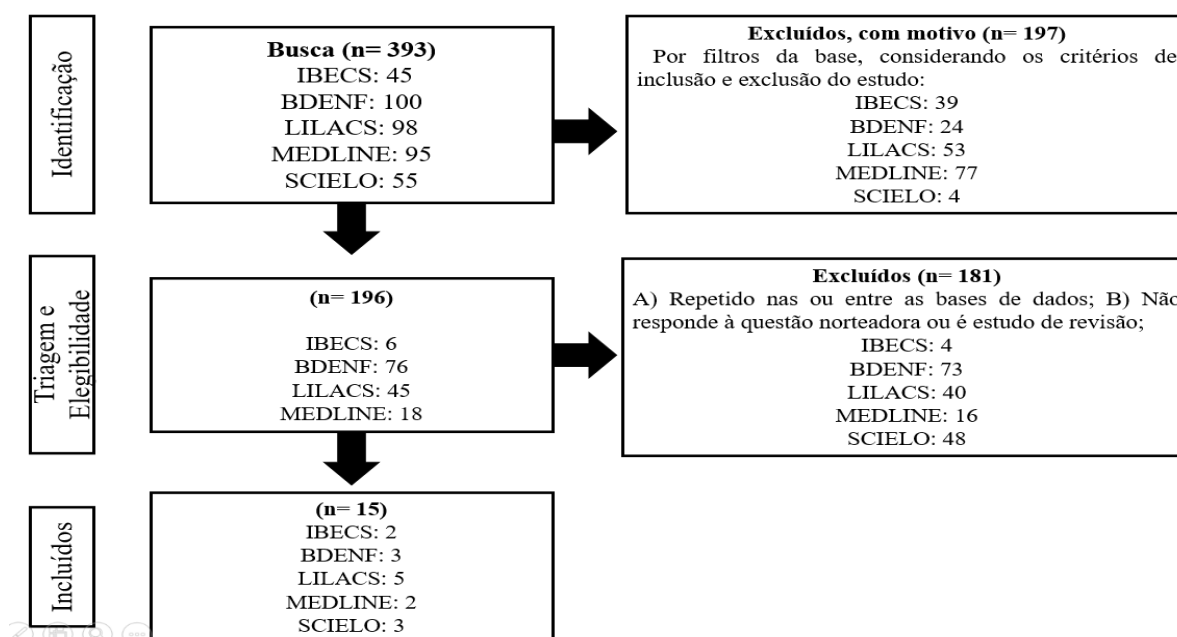 Identificação
Busca (n= 393)
IBECS: 45
BDENF: 100
LILACS: 98
MEDLINE: 95
SCIELO: 55
Excluídos, com motivo (n= 197)
Por filtros da base, considerando os critérios de
inclusão e exclusão do estudo:
IBECS: 39
BDENF: 24
LILACS: 53
MEDLINE: 77
SCIELO: 4
Triagem e
Elegibilidade
(n= 196)
IBECS: 6
BDENF: 76
LILACS: 45
MEDLINE: 18
Excluídos (n= 181)
A) Repetido nas ou entre as bases de dados; B) Não
responde à questão norteadora ou é estudo de revisão;
IBECS: 4
BDENF: 73
LILACS: 40
MEDLINE: 16
SCIELO: 48
Incluídos
(n= 15)
IBECS: 2
BDENF: 3
LILACS: 5
MEDLINE: 2
SCIELO: 3